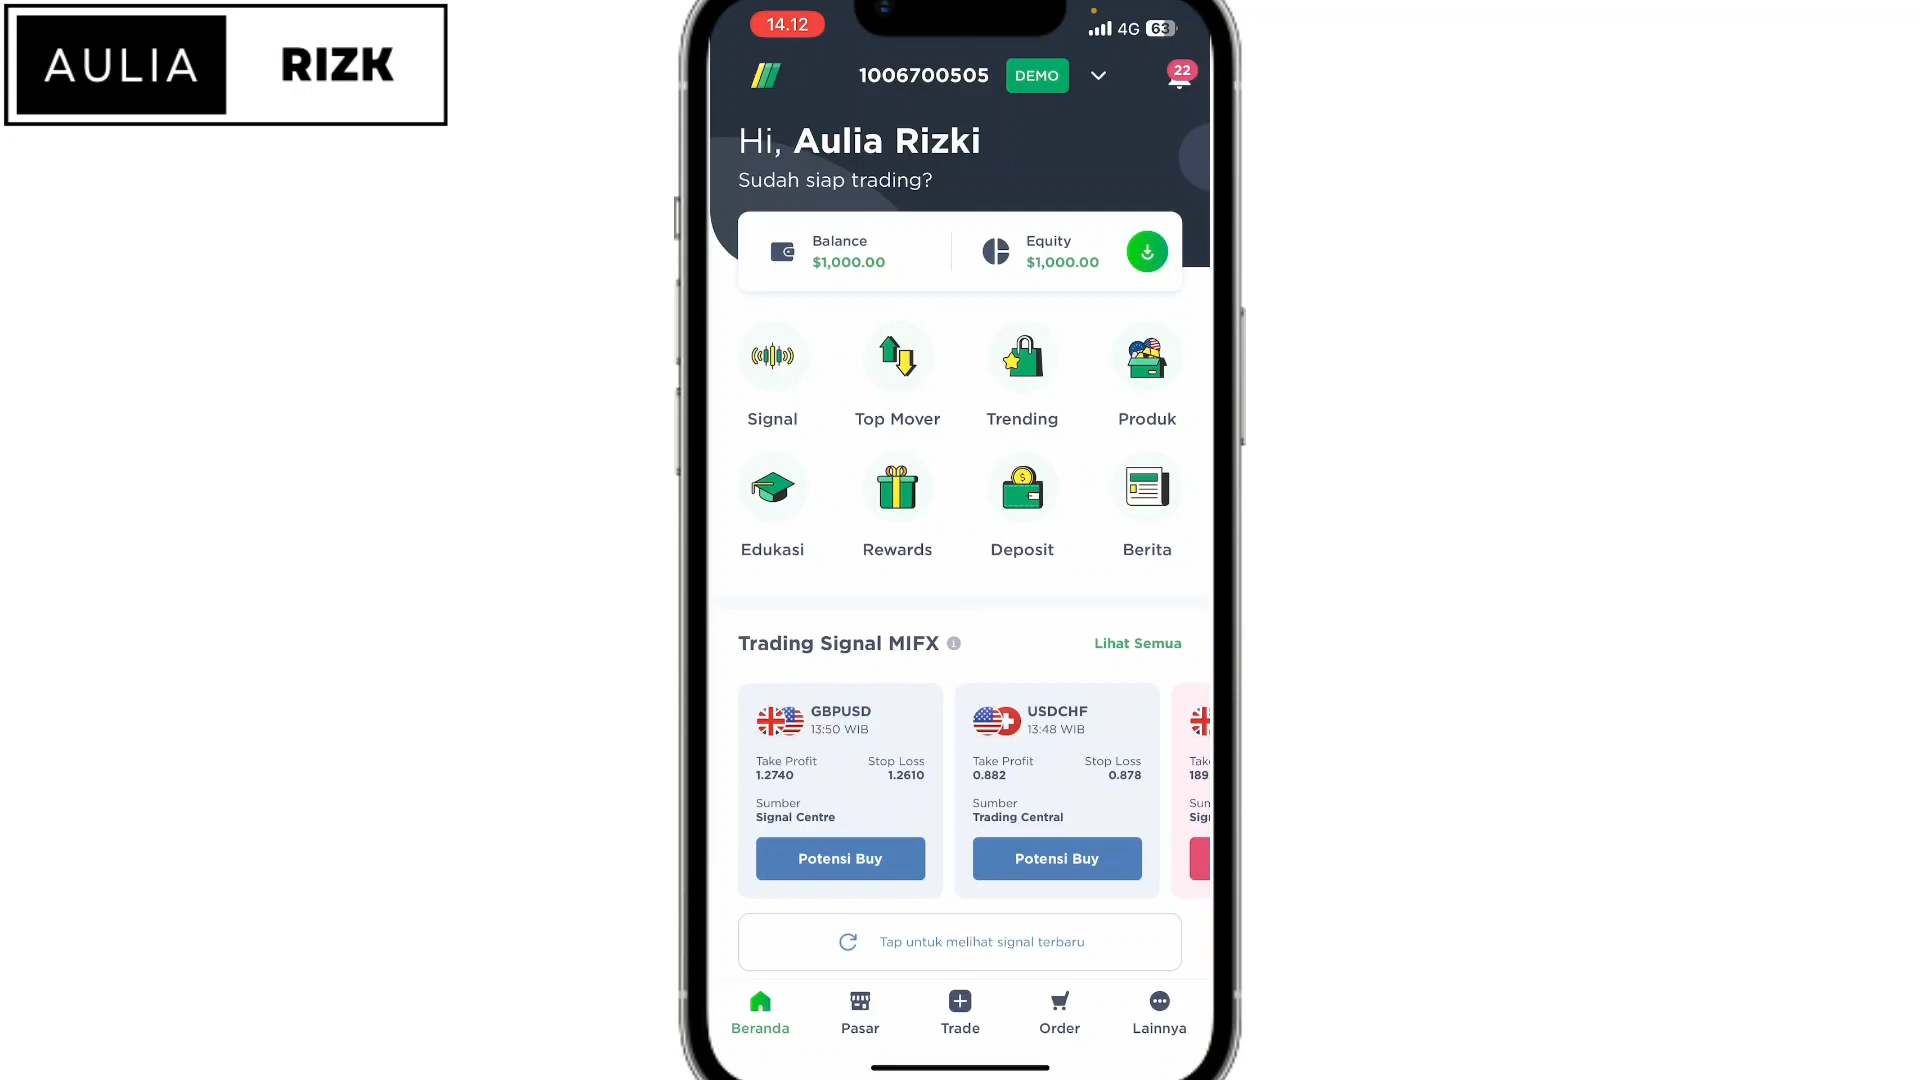 AULIA RIZK
14.12 4G 63
1006700505 DEMO 22
Hi, Aulia Rizki
Sudah siap trading?
Balance Equity
$1,000.00 $1,000.00
Signal Top Mover Trending Produk
Edukasi Rewards Deposit Berita
Trading Signal MIFX Lihat Semua
GBPUSD
13:50 WIB
Take Profit Stop Loss
1.2740 1.2610
Sumber
Signal Centre
Potensi Buy
USDCHF
13:48 WIB
Take Profit Stop Loss
0.882 0.878
Sumber
Trading Central
Potensi Buy
Tak
189
Sum
Sign
Tap untuk melihat signal terbaru
Beranda Pasar Trade Order Lainnya